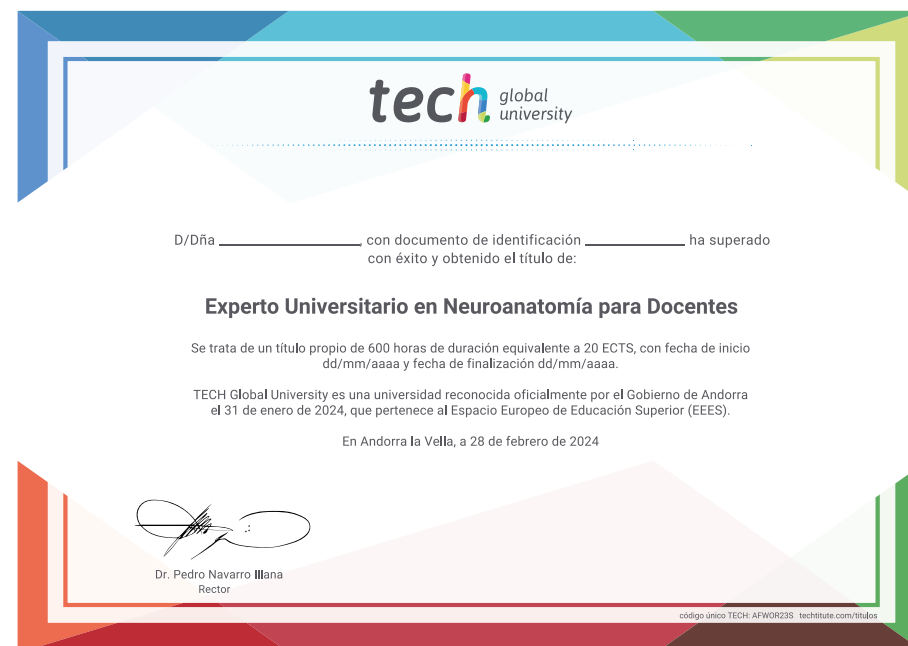 tech global
university
D/Dña ______________, con documento de identificación ____________ ha superado
con éxito y obtenido el título de:
Experto Universitario en Neuroanatomía para Docentes
Se trata de un título propio de 600 horas de duración equivalente a 20 ECTS, con fecha de inicio
dd/mm/aaaa y fecha de finalización dd/mm/aaaa.
TECH Global University es una universidad reconocida oficialmente por el Gobierno de Andorra
el 31 de enero de 2024, que pertenece al Espacio Europeo de Educación Superior (EEES).
En Andorra la Vella, a 28 de febrero de 2024
Dr. Pedro Navarro Illana
Rector
código único TECH: AFWOR23S techtitute.com/titulos